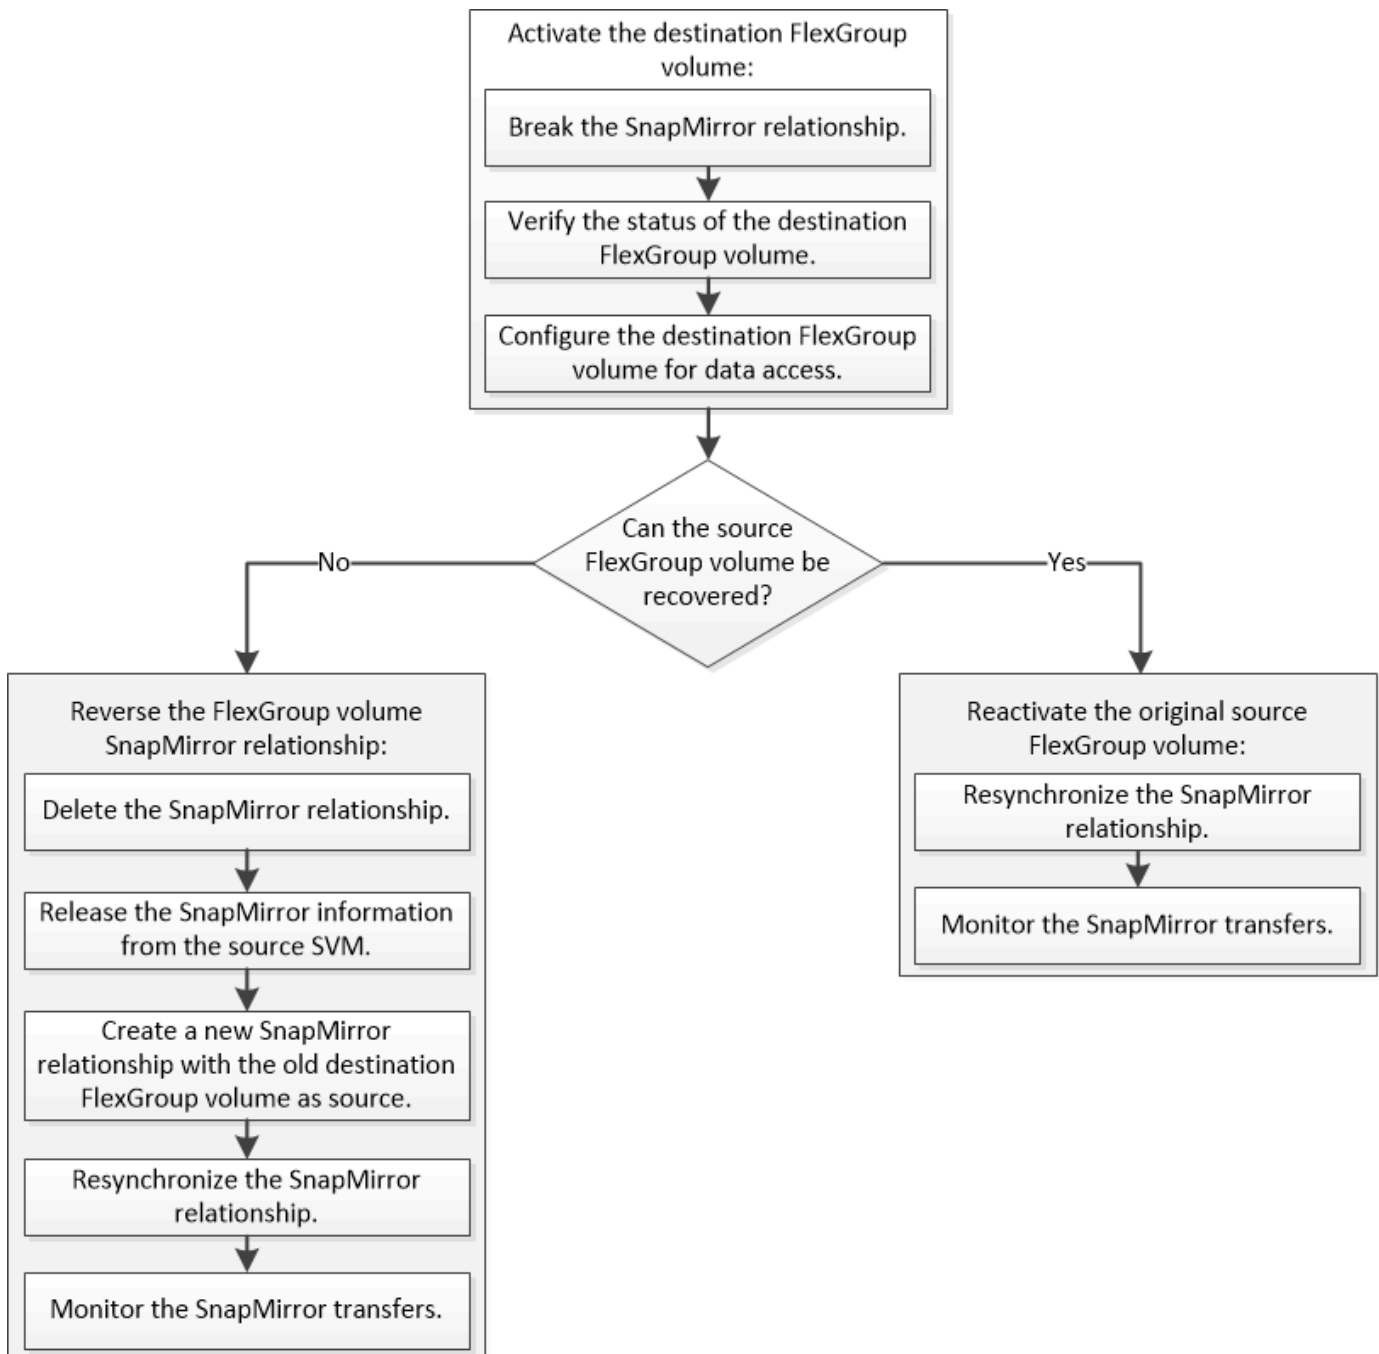 Activate the destination FlexGroup
volume:
Break the SnapMirror relationship.
Verify the status of the destination
FlexGroup volume.
Configure the destination FlexGroup
volume for data access.
Can the source
FlexGroup volume be
recovered?
No
Yes
Reverse the FlexGroup volume
SnapMirror relationship:
Delete the SnapMirror relationship.
Release the SnapMirror information
from the source SVM.
Create a new SnapMirror
relationship with the old destination
FlexGroup volume as source.
Resynchronize the SnapMirror
relationship.
Monitor the SnapMirror transfers.
Reactivate the original source
FlexGroup volume:
Resynchronize the SnapMirror
relationship.
Monitor the SnapMirror transfers.